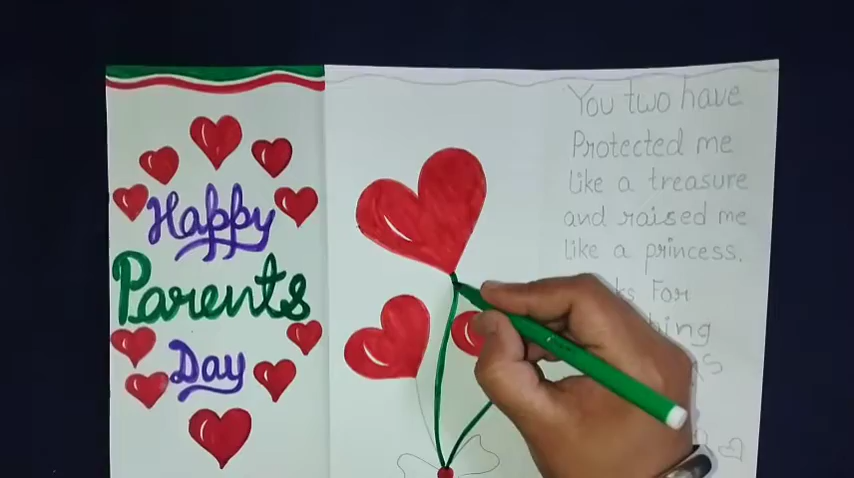 Happy
Parents
Day
You two have
Protected me
like a treasure
and raised me
like a princess.
For